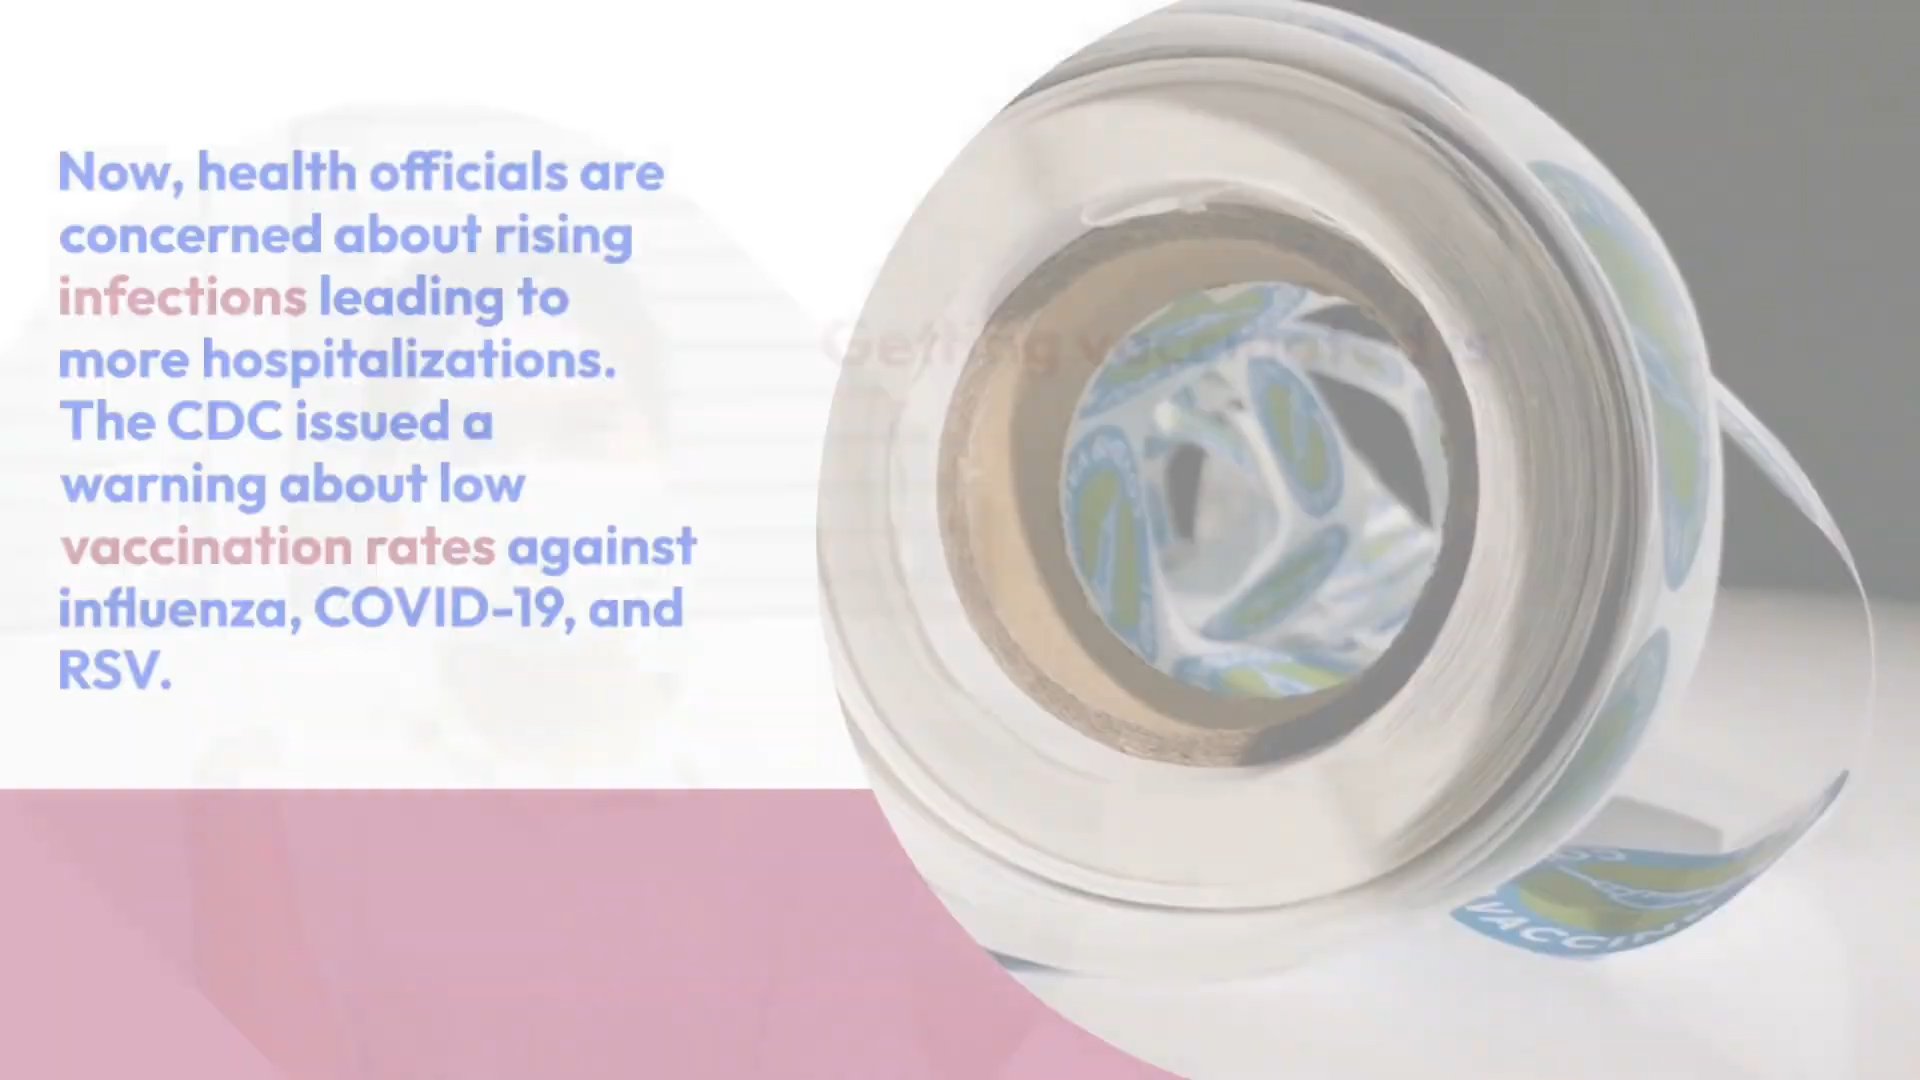 Now, health officials are
concerned about rising
infections leading to
more hospitalizations.
The CDC issued a
warning about low
vaccination rates against
influenza, COVID-19, and
RSV.
Getting